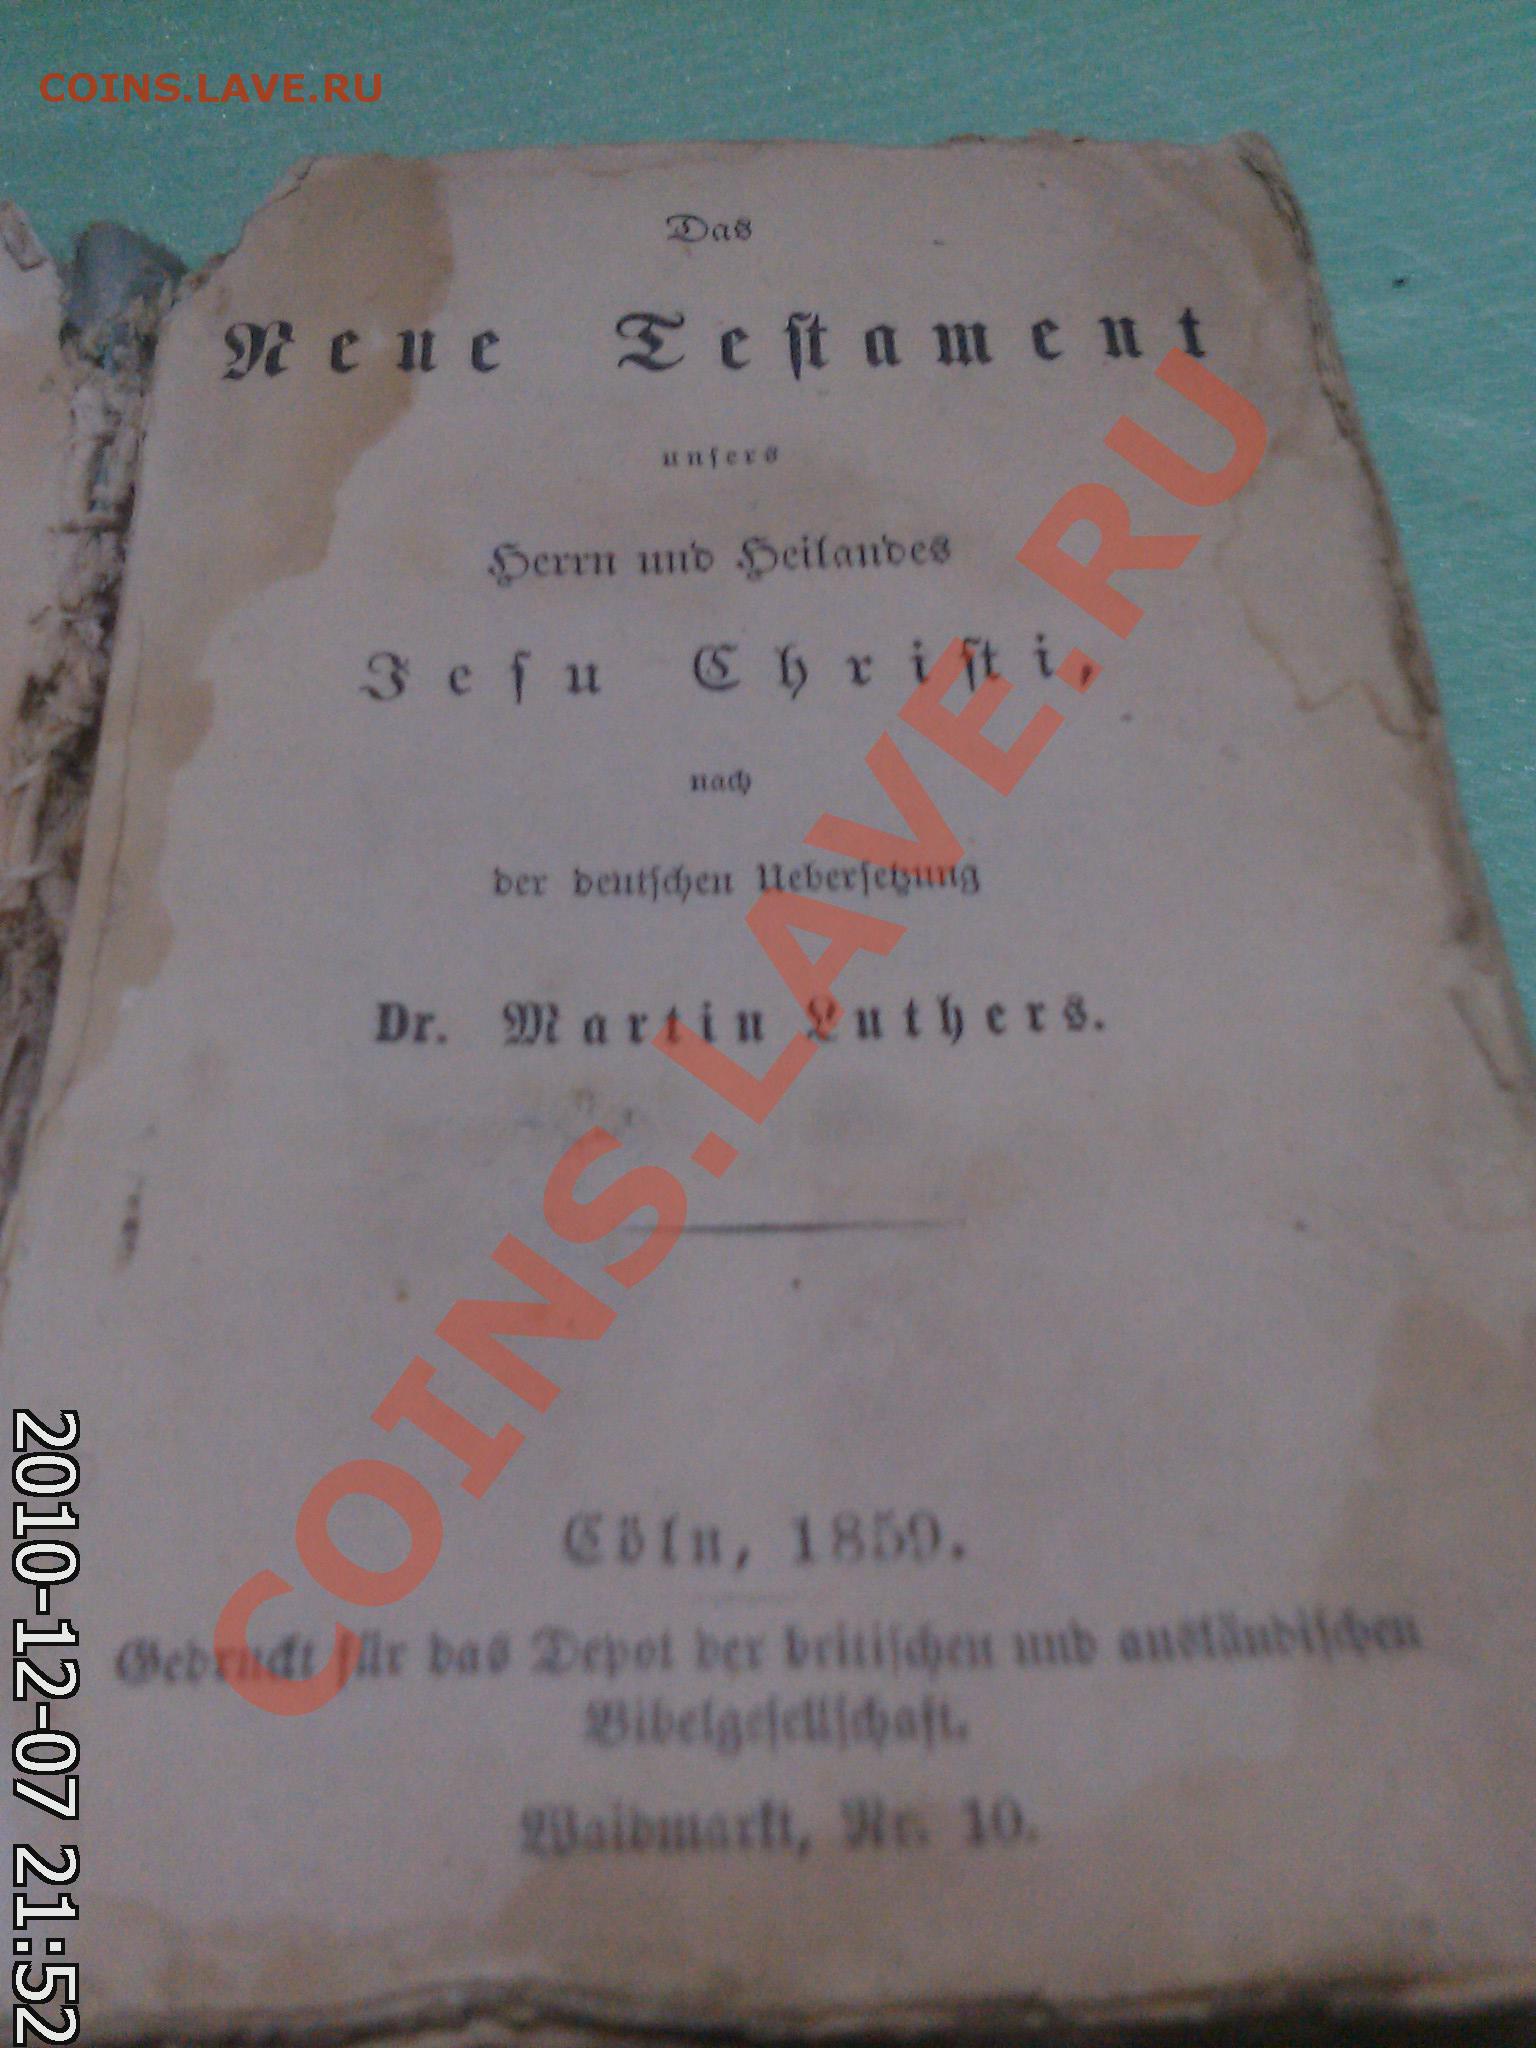 COINS.LAVE.RU
Das
Neue Testament
unsers
Herrn und Heilandes
Jesu Christi,
nach
der deutschen Uebersetzung
Dr. Martin Luthers.
COINS.LAVE.RU
Cöln, 1859.
Gedruckt für das Depot der britischen und ausländischen
Bibelgesellschaft.
Waidmarkt, Nr. 10.
2010-12-07 21:52